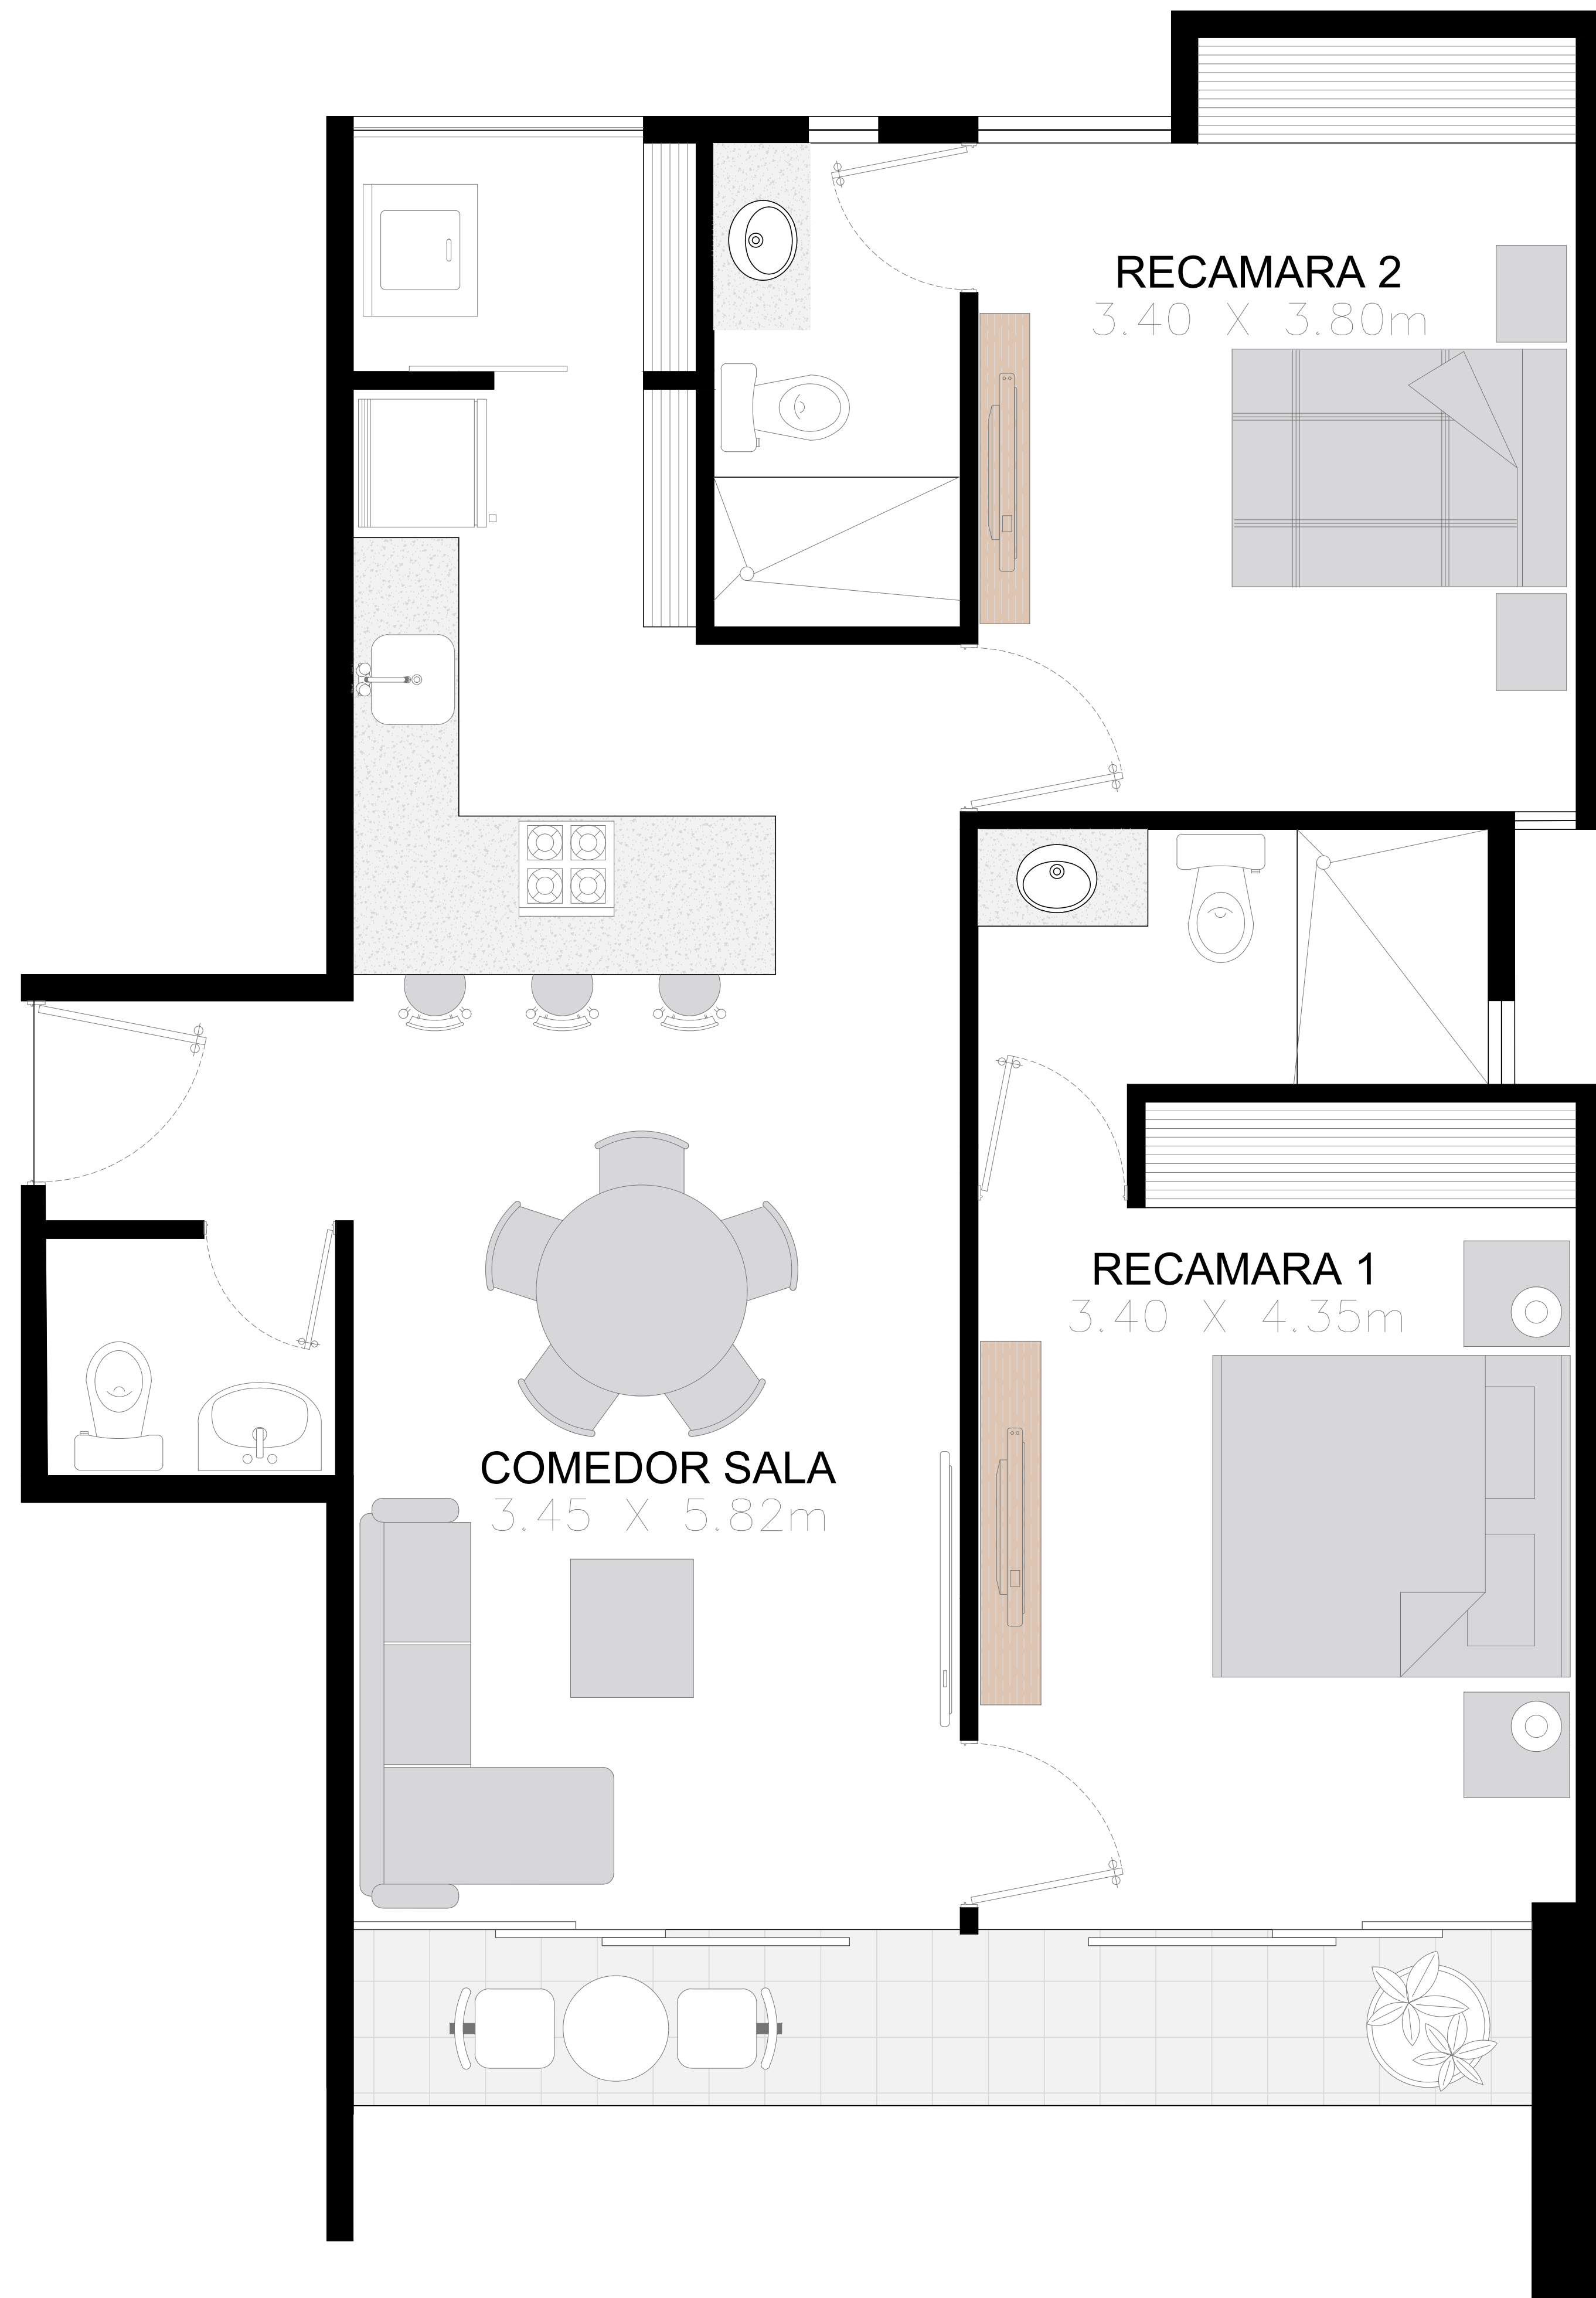 RECAMARA 2
3.40 X 3.80m
RECAMARA 1
3.40 X 4.35m
COMEDOR SALA
3.45 X 5.82m